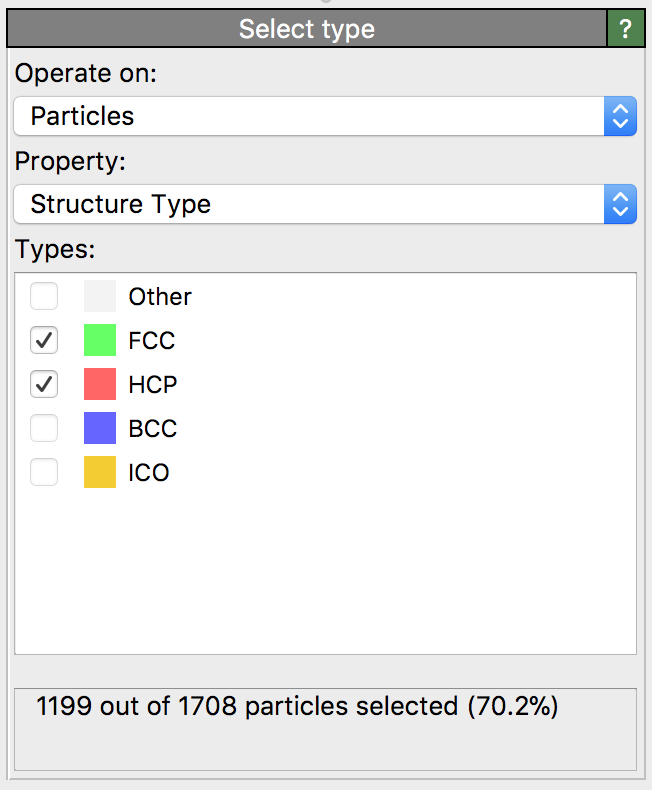 Select type
?
Operate on:
Particles
Property:
Structure Type
Types:
Other
FCC
HCP
BCC
ICO
1199 out of 1708 particles selected (70.2%)